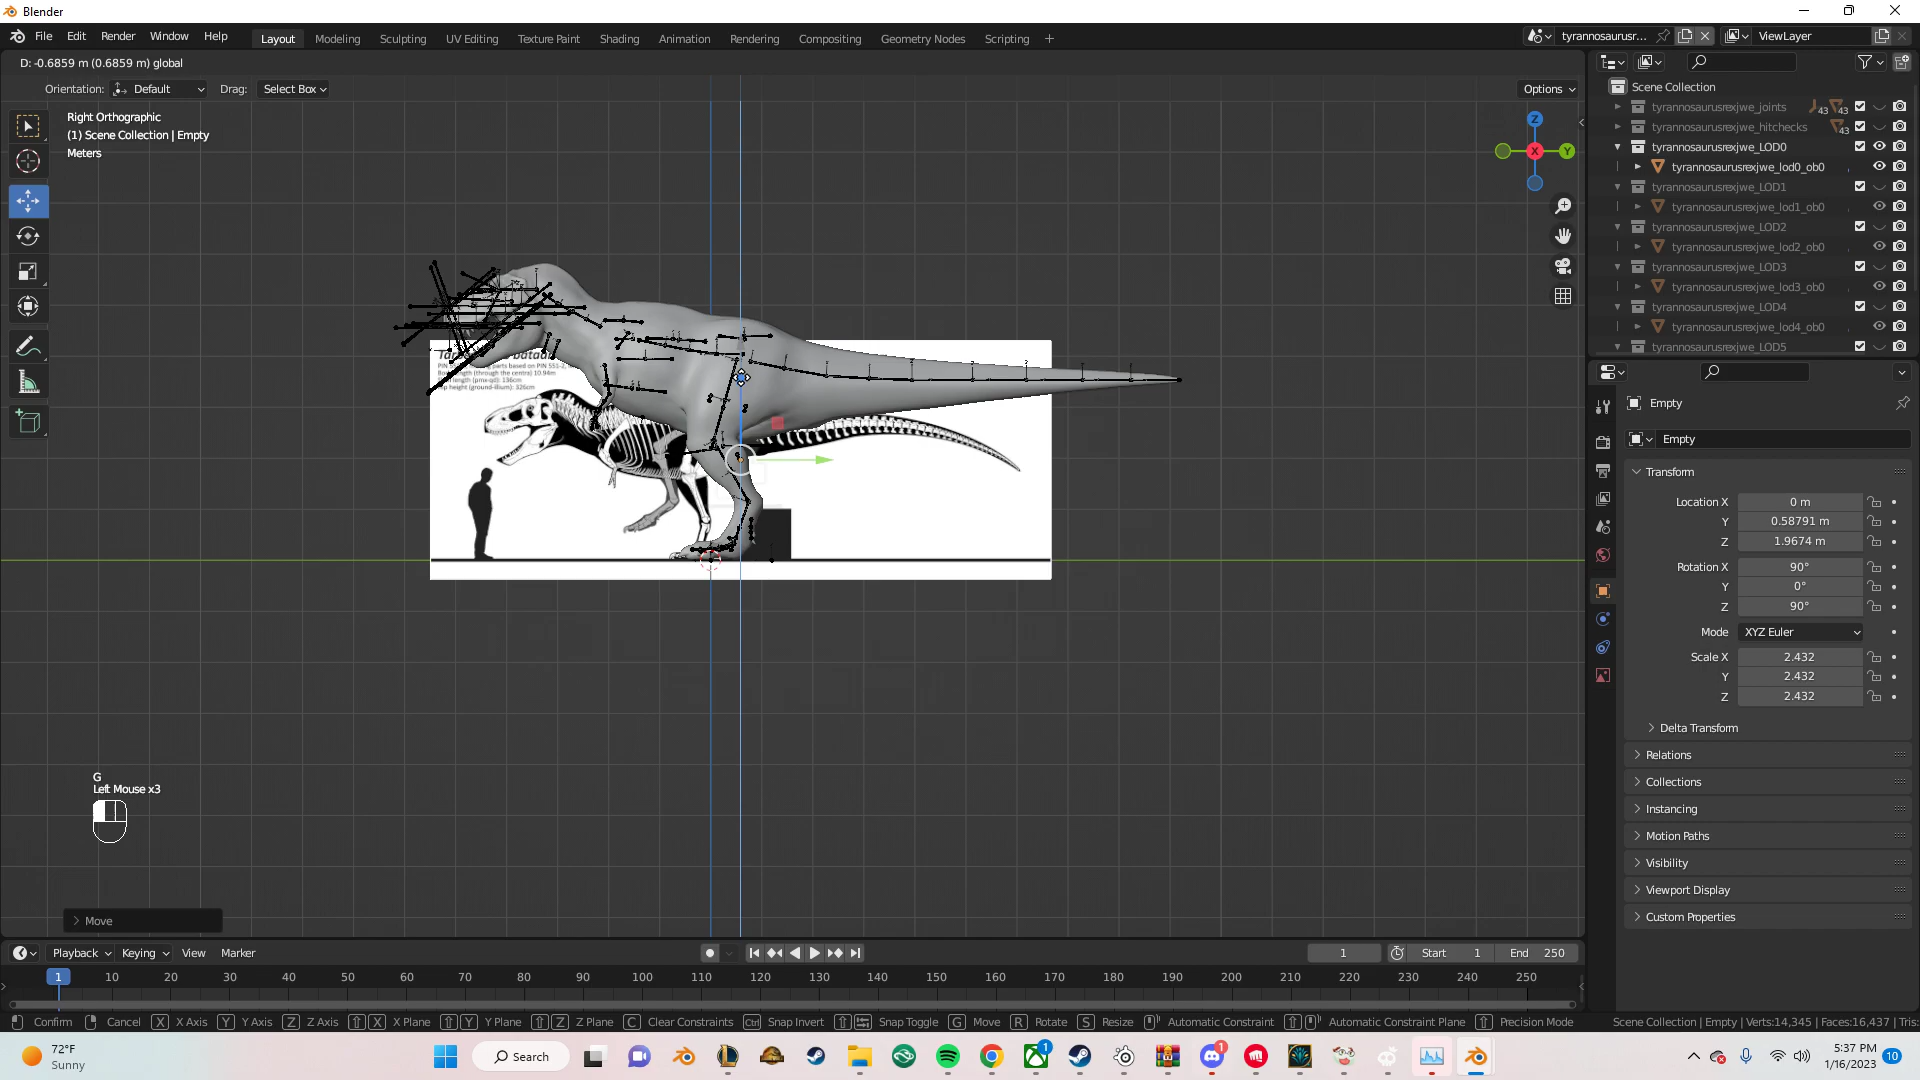 Blender
File Edit Render Window Help Layout Modeling Sculpting UV Editing Texture Paint Shading Animation Rendering Compositing Geometry Nodes Scripting + tyrannosaurusr... ViewLayer
D: -0.6859 m (0.6859 m) global
Orientation: Default Drag: Select Box Options
Right Orthographic
(1) Scene Collection | Empty
Meters
Z
X
Y
Scene Collection
tyrannosaurusrexjwe_joints 43 43
tyrannosaurusrexjwe_hitchecks 43
tyrannosaurusrexjwe_LOD0
tyrannosaurusrexjwe_lod0_ob0
tyrannosaurusrexjwe_LOD1
tyrannosaurusrexjwe_lod1_ob0
tyrannosaurusrexjwe_LOD2
tyrannosaurusrexjwe_lod2_ob0
tyrannosaurusrexjwe_LOD3
tyrannosaurusrexjwe_lod3_ob0
tyrannosaurusrexjwe_LOD4
tyrannosaurusrexjwe_lod4_ob0
tyrannosaurusrexjwe_LOD5
Empty
Empty
Transform
Location X 0 m
Y 0.58791 m
Z 1.9674 m
Rotation X 90°
Y 0°
Z 90°
Mode XYZ Euler
Scale X 2.432
Y 2.432
Z 2.432
Delta Transform
Relations
Collections
Instancing
Motion Paths
Visibility
Viewport Display
Custom Properties
G
Left Mouse x3
Move
Playback Keying View Marker 1 Start 1 End 250
1 10 20 30 40 50 60 70 80 90 100 110 120 130 140 150 160 170 180 190 200 210 220 230 240 250
Confirm Cancel X X Axis Y Y Axis Z Z Axis X X Plane Y Y Plane Z Z Plane C Clear Constraints Ctrl Snap Invert Snap Toggle G Move R Rotate S Resize Automatic Constraint Automatic Constraint Plane Precision Mode Scene Collection | Empty | Verts:14,345 | Faces:16,437 | Tris:
72°F
Sunny
Search
1
1
5:37 PM
1/16/2023
10